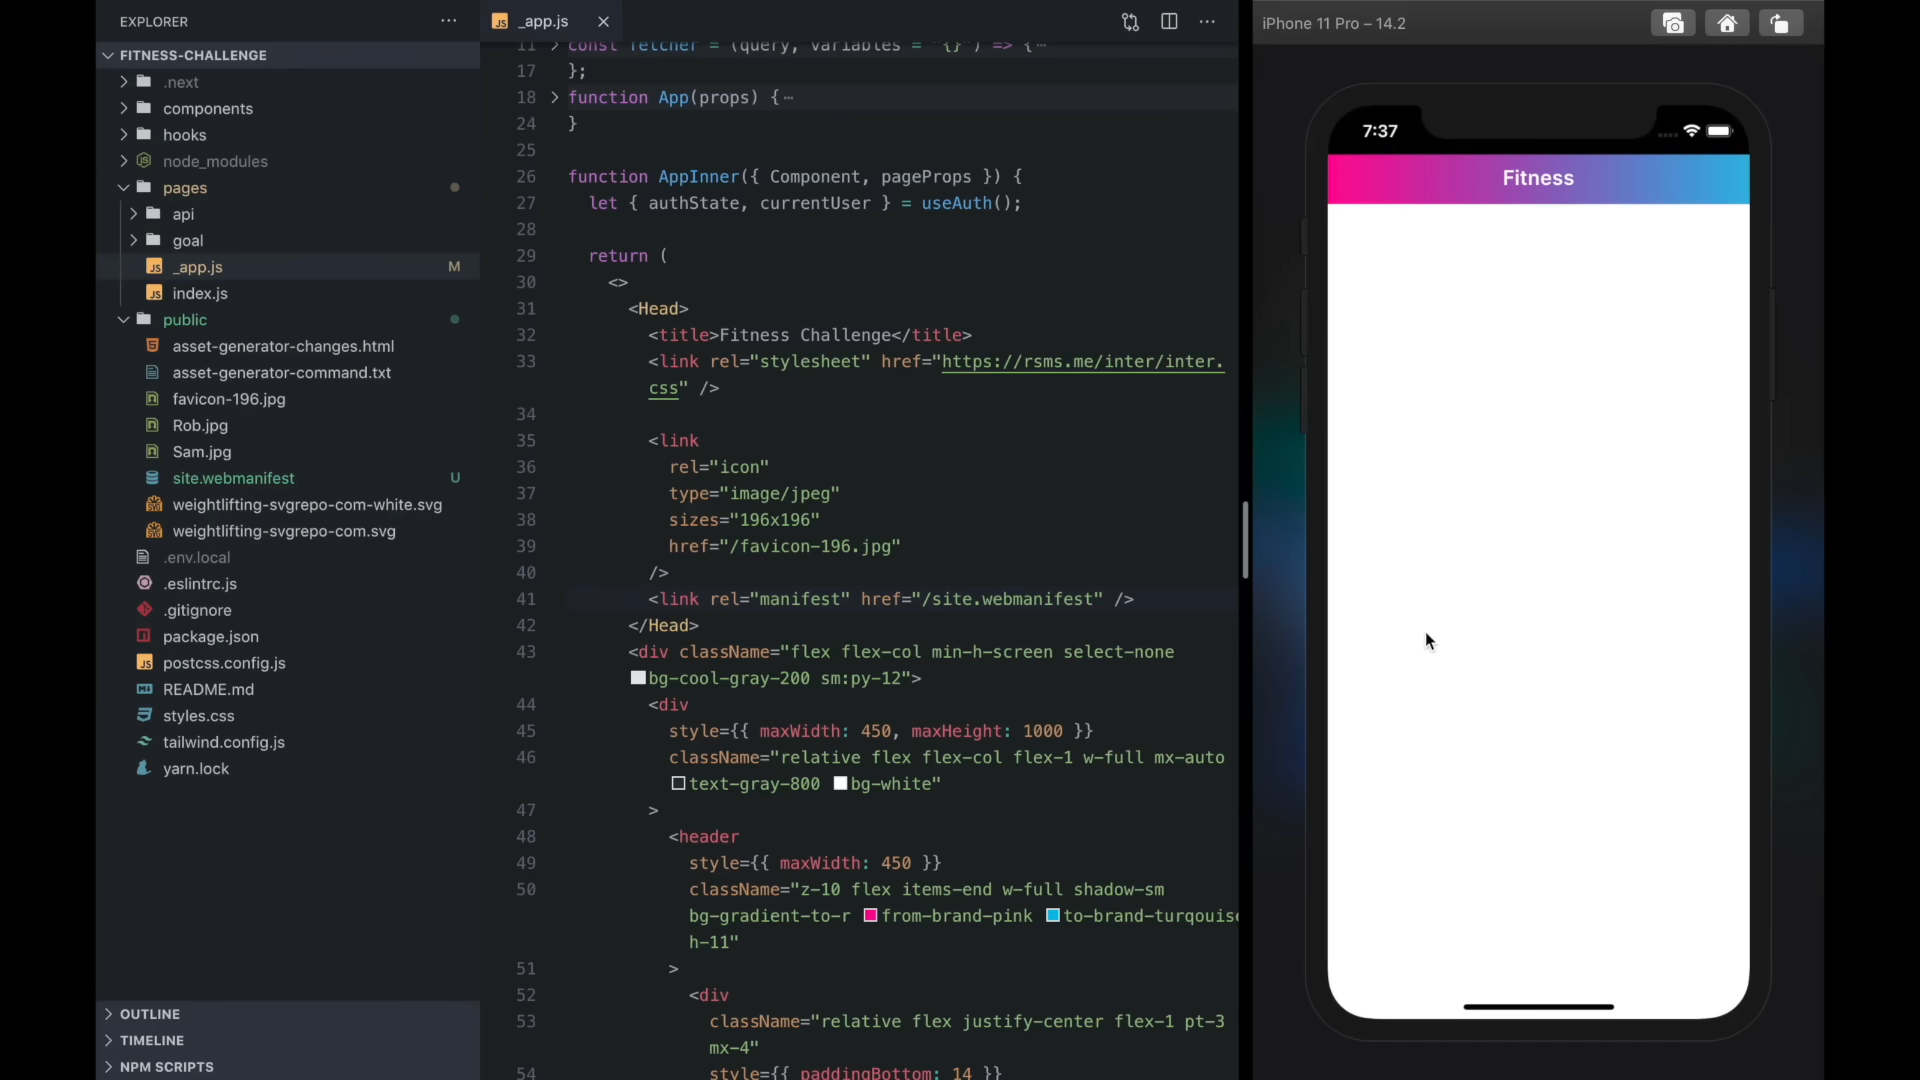 EXPLORER
FITNESS-CHALLENGE
.next
components
hooks
node_modules
pages
api
goal
_app.js M
index.js
public
asset-generator-changes.html
asset-generator-command.txt
favicon-196.jpg
Rob.jpg
Sam.jpg
site.webmanifest U
weightlifting-svgrepo-com-white.svg
weightlifting-svgrepo-com.svg
.env.local
.eslintrc.js
.gitignore
package.json
postcss.config.js
README.md
styles.css
tailwind.config.js
yarn.lock
OUTLINE
TIMELINE
NPM SCRIPTS
_app.js
11 const fetcher = (query, variables = "{}") => {
17 };
18 function App(props) {
24 }
25
26 function AppInner({ Component, pageProps }) {
27 let { authState, currentUser } = useAuth();
28
29 return (
30 <>
31 <Head>
32 <title>Fitness Challenge</title>
33 <link rel="stylesheet" href="https://rsms.me/inter/inter.
css" />
34
35 <link
36 rel="icon"
37 type="image/jpeg"
38 sizes="196x196"
39 href="/favicon-196.jpg"
40 />
41 <link rel="manifest" href="/site.webmanifest" />
42 </Head>
43 <div className="flex flex-col min-h-screen select-none
bg-cool-gray-200 sm:py-12">
44 <div
45 style={{ maxWidth: 450, maxHeight: 1000 }}
46 className="relative flex flex-col flex-1 w-full mx-auto
text-gray-800 bg-white"
47 >
48 <header
49 style={{ maxWidth: 450 }}
50 className="z-10 flex items-end w-full shadow-sm
bg-gradient-to-r from-brand-pink to-brand-turqouise
h-11"
51 >
52 <div
53 className="relative flex justify-center flex-1 pt-3
mx-4"
54 style={{ paddingBottom: 14 }}
iPhone 11 Pro – 14.2
7:37
Fitness